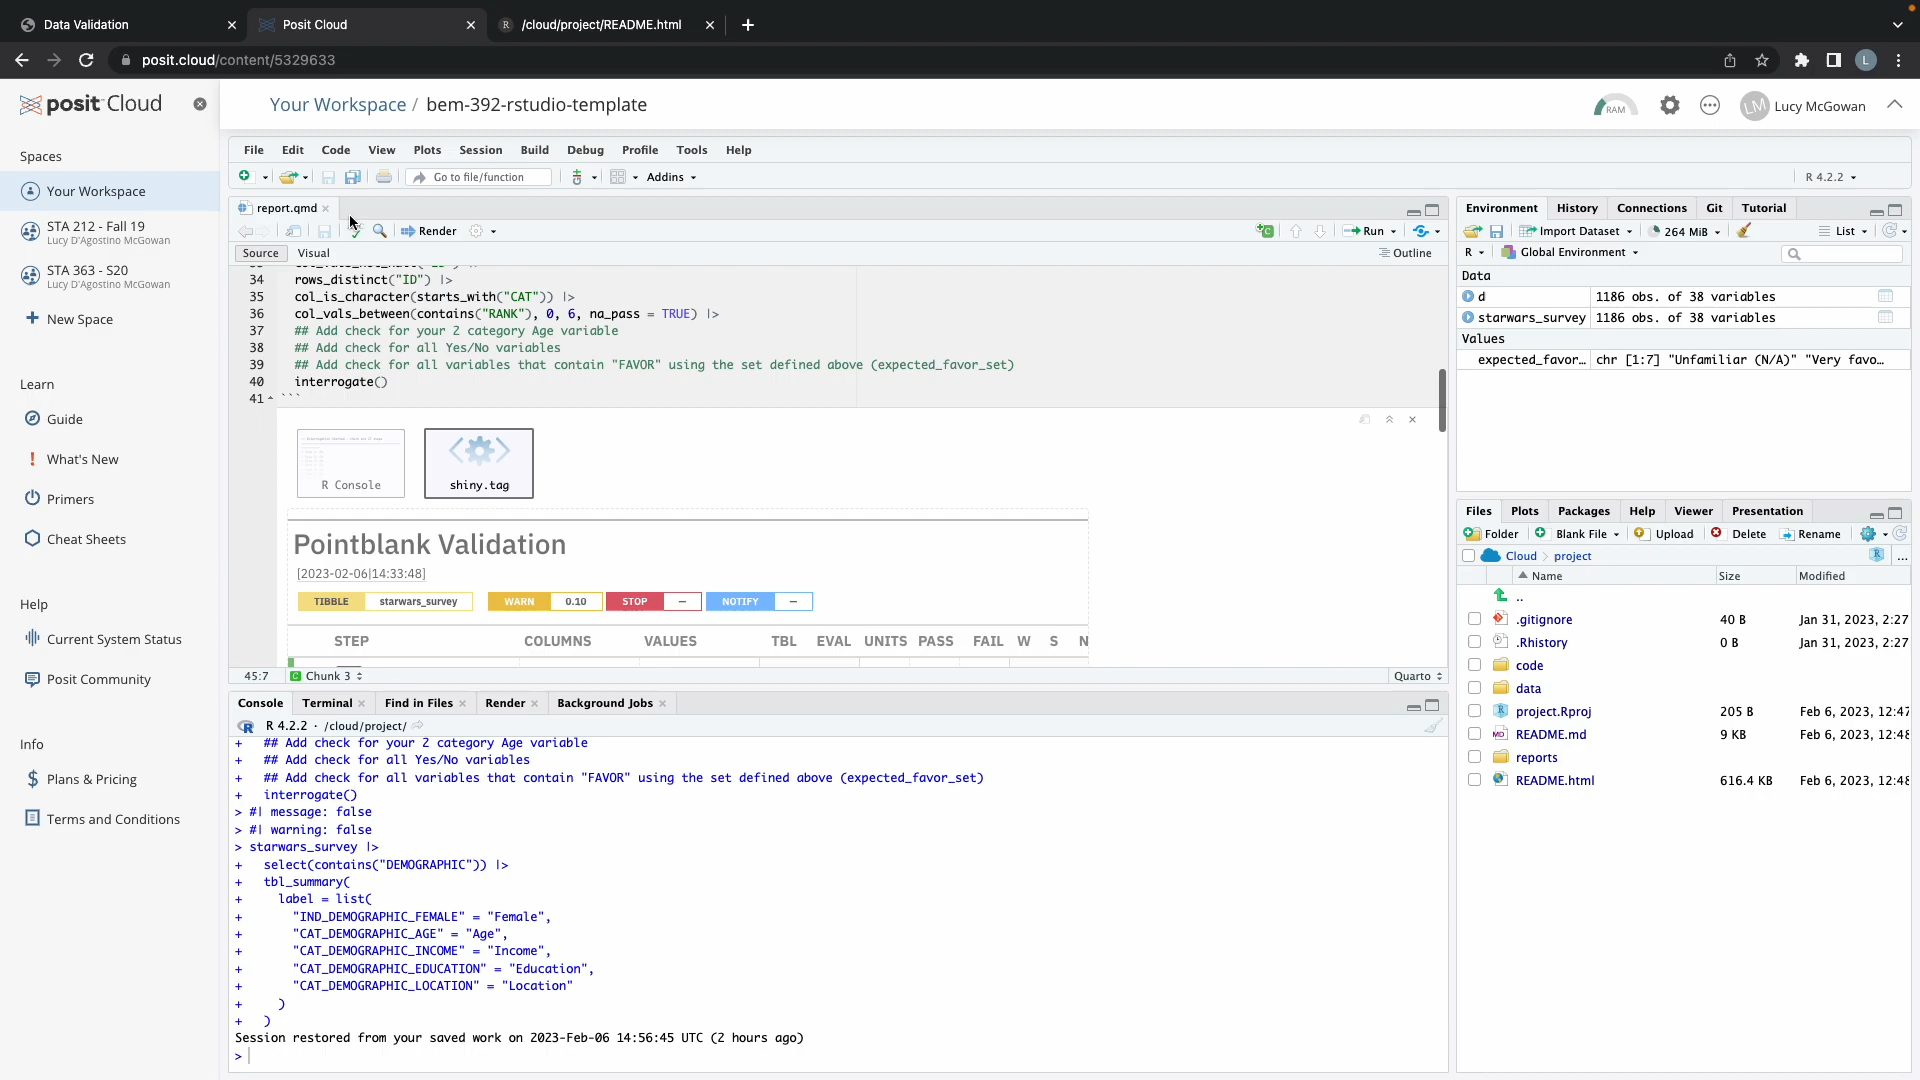 Data Validation
Posit Cloud
/cloud/project/README.html
posit.cloud/content/5329633
posit Cloud
Your Workspace / bem-392-rstudio-template
RAM
LM Lucy McGowan
L
Spaces
Your Workspace
STA 212 - Fall 19
Lucy D'Agostino McGowan
STA 363 - S20
Lucy D'Agostino McGowan
New Space
Learn
Guide
What's New
Primers
Cheat Sheets
Help
Current System Status
Posit Community
Info
Plans & Pricing
Terms and Conditions
File Edit Code View Plots Session Build Debug Profile Tools Help
Go to file/function Addins R 4.2.2
report.qmd
Render Run
Source Visual Outline
34 rows_distinct("ID") |>
35 col_is_character(starts_with("CAT")) |>
36 col_vals_between(contains("RANK"), 0, 6, na_pass = TRUE) |>
37 ## Add check for your 2 category Age variable
38 ## Add check for all Yes/No variables
39 ## Add check for all variables that contain "FAVOR" using the set defined above (expected_favor_set)
40 interrogate()
41 ```
R Console
shiny.tag
Pointblank Validation
[2023-02-06|14:33:48]
TIBBLE starwars_survey WARN 0.10 STOP — NOTIFY —
STEP COLUMNS VALUES TBL EVAL UNITS PASS FAIL W S N
45:7 Chunk 3 Quarto
Console Terminal Find in Files Render Background Jobs
R 4.2.2 · /cloud/project/
+ ## Add check for your 2 category Age variable
+ ## Add check for all Yes/No variables
+ ## Add check for all variables that contain "FAVOR" using the set defined above (expected_favor_set)
+ interrogate()
> #| message: false
> #| warning: false
> starwars_survey |>
+ select(contains("DEMOGRAPHIC")) |>
+ tbl_summary(
+ label = list(
+ "IND_DEMOGRAPHIC_FEMALE" = "Female",
+ "CAT_DEMOGRAPHIC_AGE" = "Age",
+ "CAT_DEMOGRAPHIC_INCOME" = "Income",
+ "CAT_DEMOGRAPHIC_EDUCATION" = "Education",
+ "CAT_DEMOGRAPHIC_LOCATION" = "Location"
+ )
+ )
Session restored from your saved work on 2023-Feb-06 14:56:45 UTC (2 hours ago)
>
Environment History Connections Git Tutorial
Import Dataset 264 MiB List
R Global Environment
Data
d 1186 obs. of 38 variables
starwars_survey 1186 obs. of 38 variables
Values
expected_favor… chr [1:7] "Unfamiliar (N/A)" "Very favo…
Files Plots Packages Help Viewer Presentation
Folder Blank File Upload Delete Rename
Cloud project ...
Name Size Modified
..
.gitignore 40 B Jan 31, 2023, 2:27
.Rhistory 0 B Jan 31, 2023, 2:27
code
data
project.Rproj 205 B Feb 6, 2023, 12:47
README.md 9 KB Feb 6, 2023, 12:48
reports
README.html 616.4 KB Feb 6, 2023, 12:48